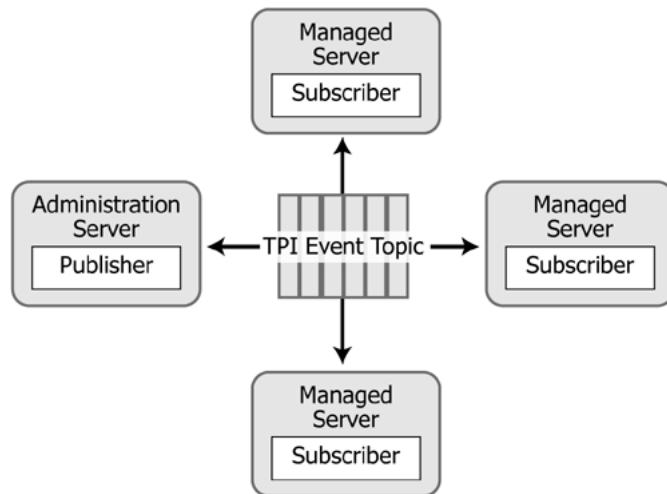 Managed
Server
Subscriber
Administration
Server
Publisher
TPI Event Topic
Managed
Server
Subscriber
Managed
Server
Subscriber